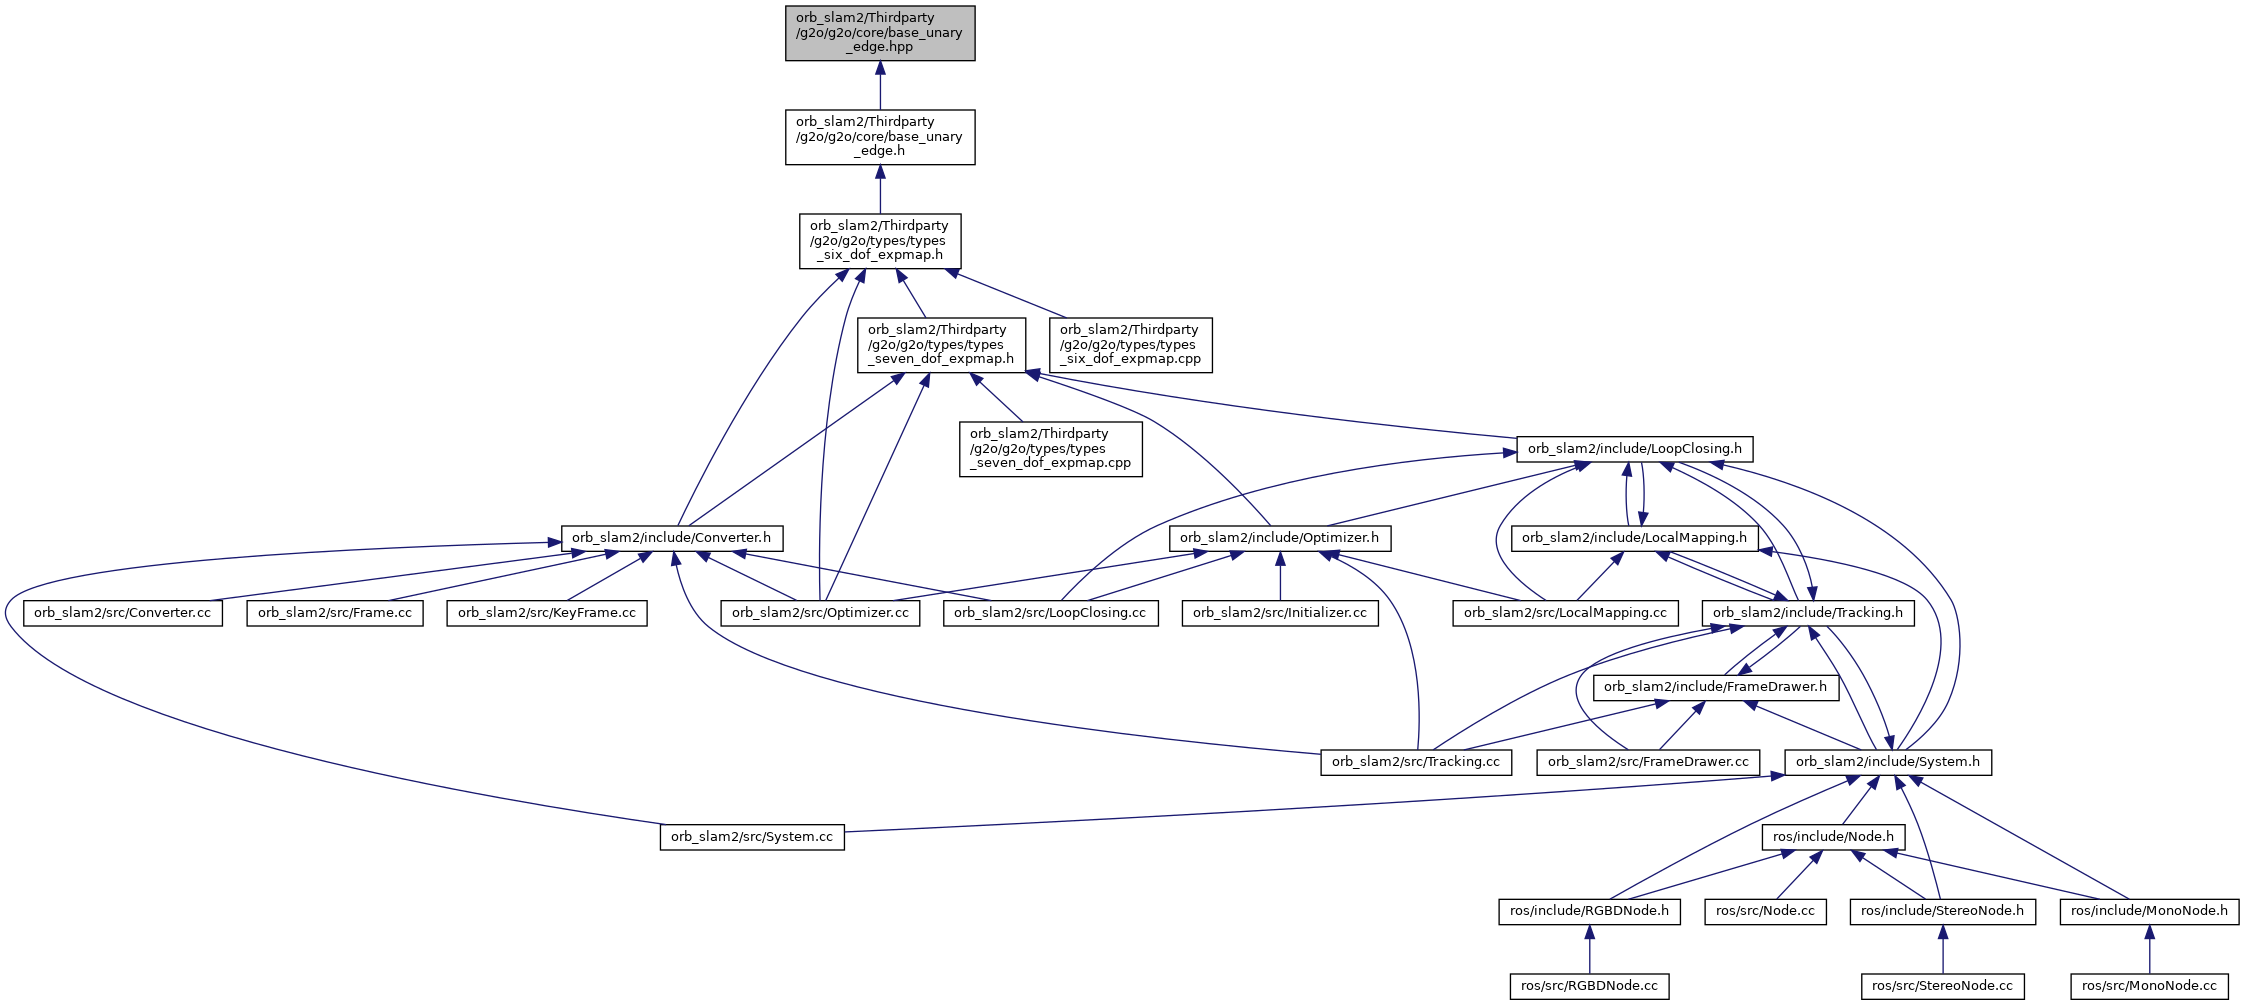 orb_slam2/Thirdparty
/g2o/g2o/core/base_unary
_edge.hpp
orb_slam2/Thirdparty
/g2o/g2o/core/base_unary
_edge.h
orb_slam2/Thirdparty
/g2o/g2o/types/types
_six_dof_expmap.h
orb_slam2/Thirdparty
/g2o/g2o/types/types
_seven_dof_expmap.h
orb_slam2/Thirdparty
/g2o/g2o/types/types
_six_dof_expmap.cpp
orb_slam2/Thirdparty
/g2o/g2o/types/types
_seven_dof_expmap.cpp
orb_slam2/include/LoopClosing.h
orb_slam2/include/Converter.h
orb_slam2/include/Optimizer.h
orb_slam2/include/LocalMapping.h
orb_slam2/src/Converter.cc
orb_slam2/src/Frame.cc
orb_slam2/src/KeyFrame.cc
orb_slam2/src/Optimizer.cc
orb_slam2/src/LoopClosing.cc
orb_slam2/src/Initializer.cc
orb_slam2/src/LocalMapping.cc
orb_slam2/include/Tracking.h
orb_slam2/include/FrameDrawer.h
orb_slam2/src/Tracking.cc
orb_slam2/src/FrameDrawer.cc
orb_slam2/include/System.h
orb_slam2/src/System.cc
ros/include/Node.h
ros/include/RGBDNode.h
ros/src/Node.cc
ros/include/StereoNode.h
ros/include/MonoNode.h
ros/src/RGBDNode.cc
ros/src/StereoNode.cc
ros/src/MonoNode.cc